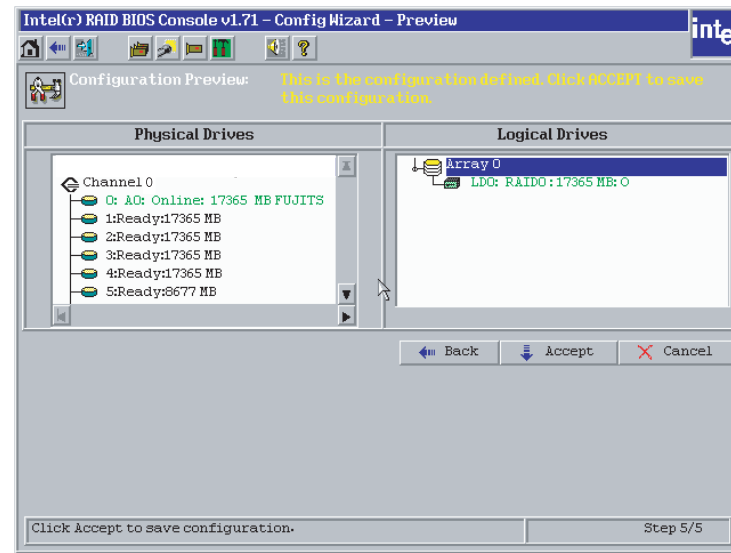 Intel(r) RAID BIOS Console v1.71 – Config Wizard – Preview
inte
Configuration Preview:
This is the configuration defined. Click ACCEPT to save
this configuration.
Physical Drives
Logical Drives
Channel 0
0: A0: Online: 17365 MB FUJITS
1:Ready:17365 MB
2:Ready:17365 MB
3:Ready:17365 MB
4:Ready:17365 MB
5:Ready:8677 MB
Array 0
LD0: RAID0 : 17365 MB: 0
Back
Accept
Cancel
Click Accept to save configuration.
Step 5/5